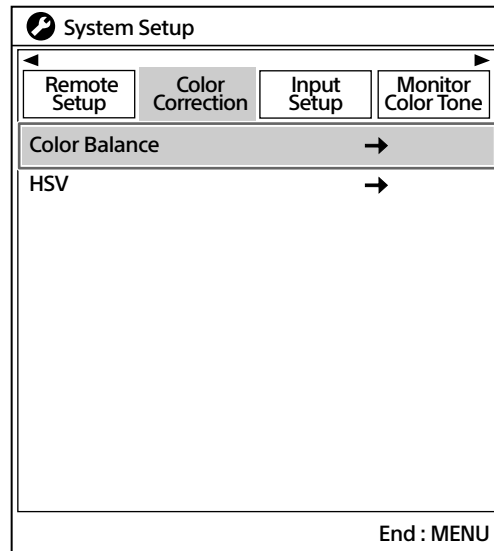 System Setup
Remote Setup
Color Correction
Input Setup
Monitor Color Tone
Color Balance →
HSV →
End : MENU